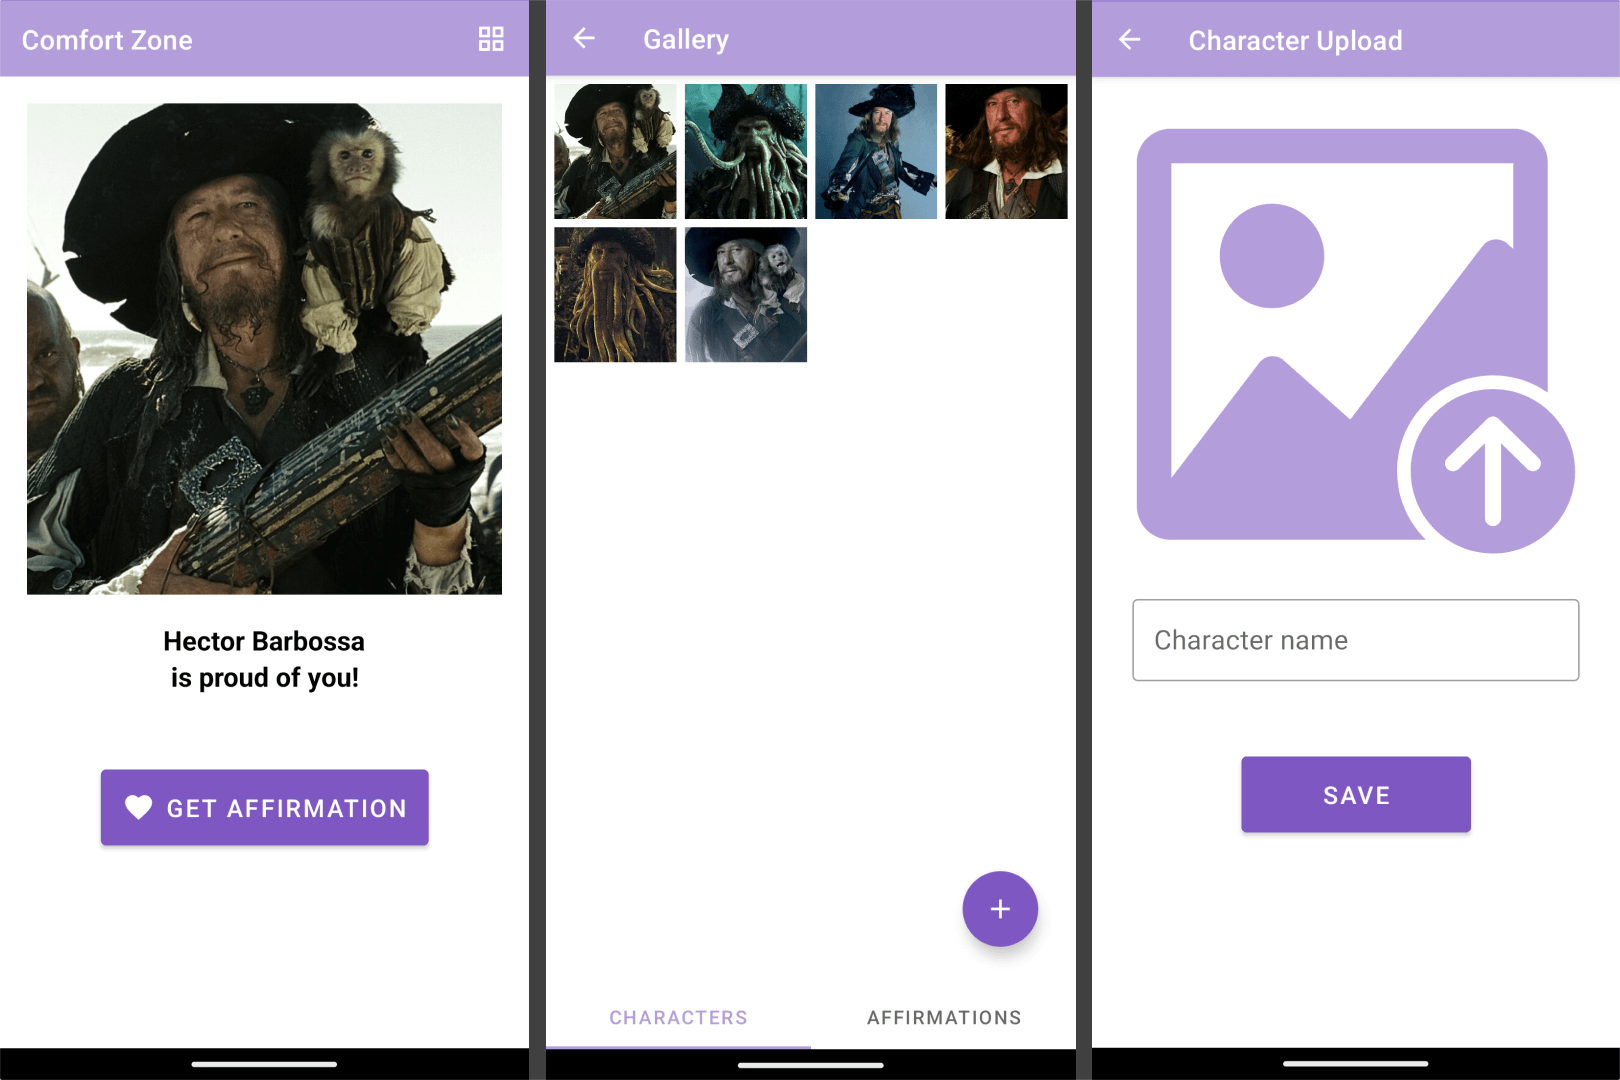 Comfort Zone
Hector Barbossa
is proud of you!
GET AFFIRMATION
Gallery
CHARACTERS
AFFIRMATIONS
Character Upload
Character name
SAVE